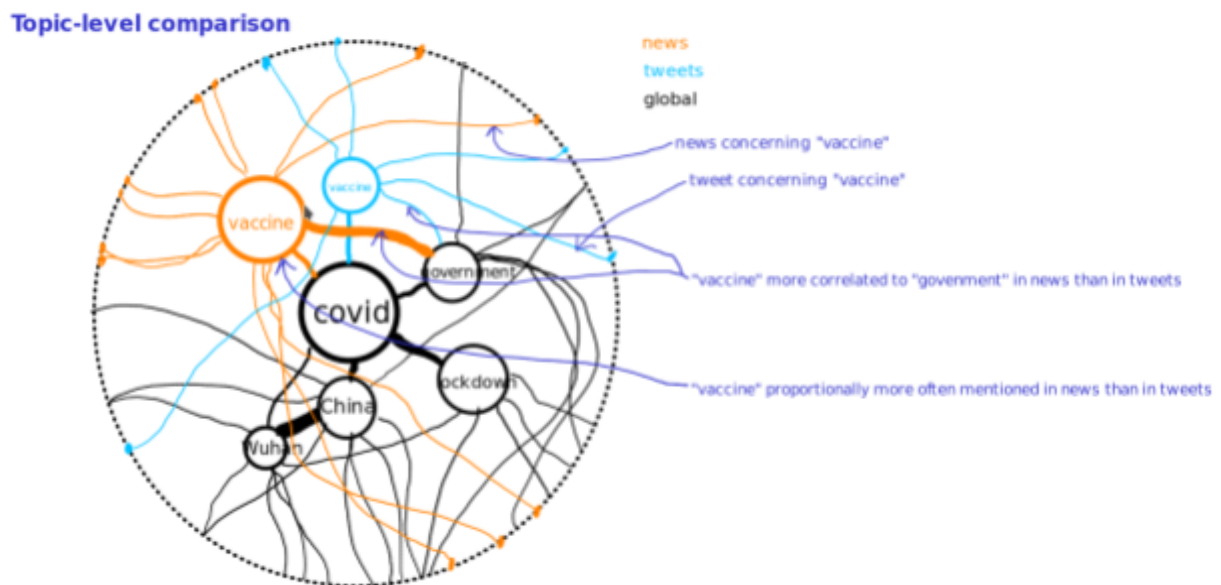 Topic-level comparison
news
tweets
global
news concerning "vaccine"
tweet concerning "vaccine"
vaccine
vaccine
government
"vaccine" more correlated to "govenment" in news than in tweets
covid
ockdown
"vaccine" proportionally more often mentioned in news than in tweets
China
Wuhan